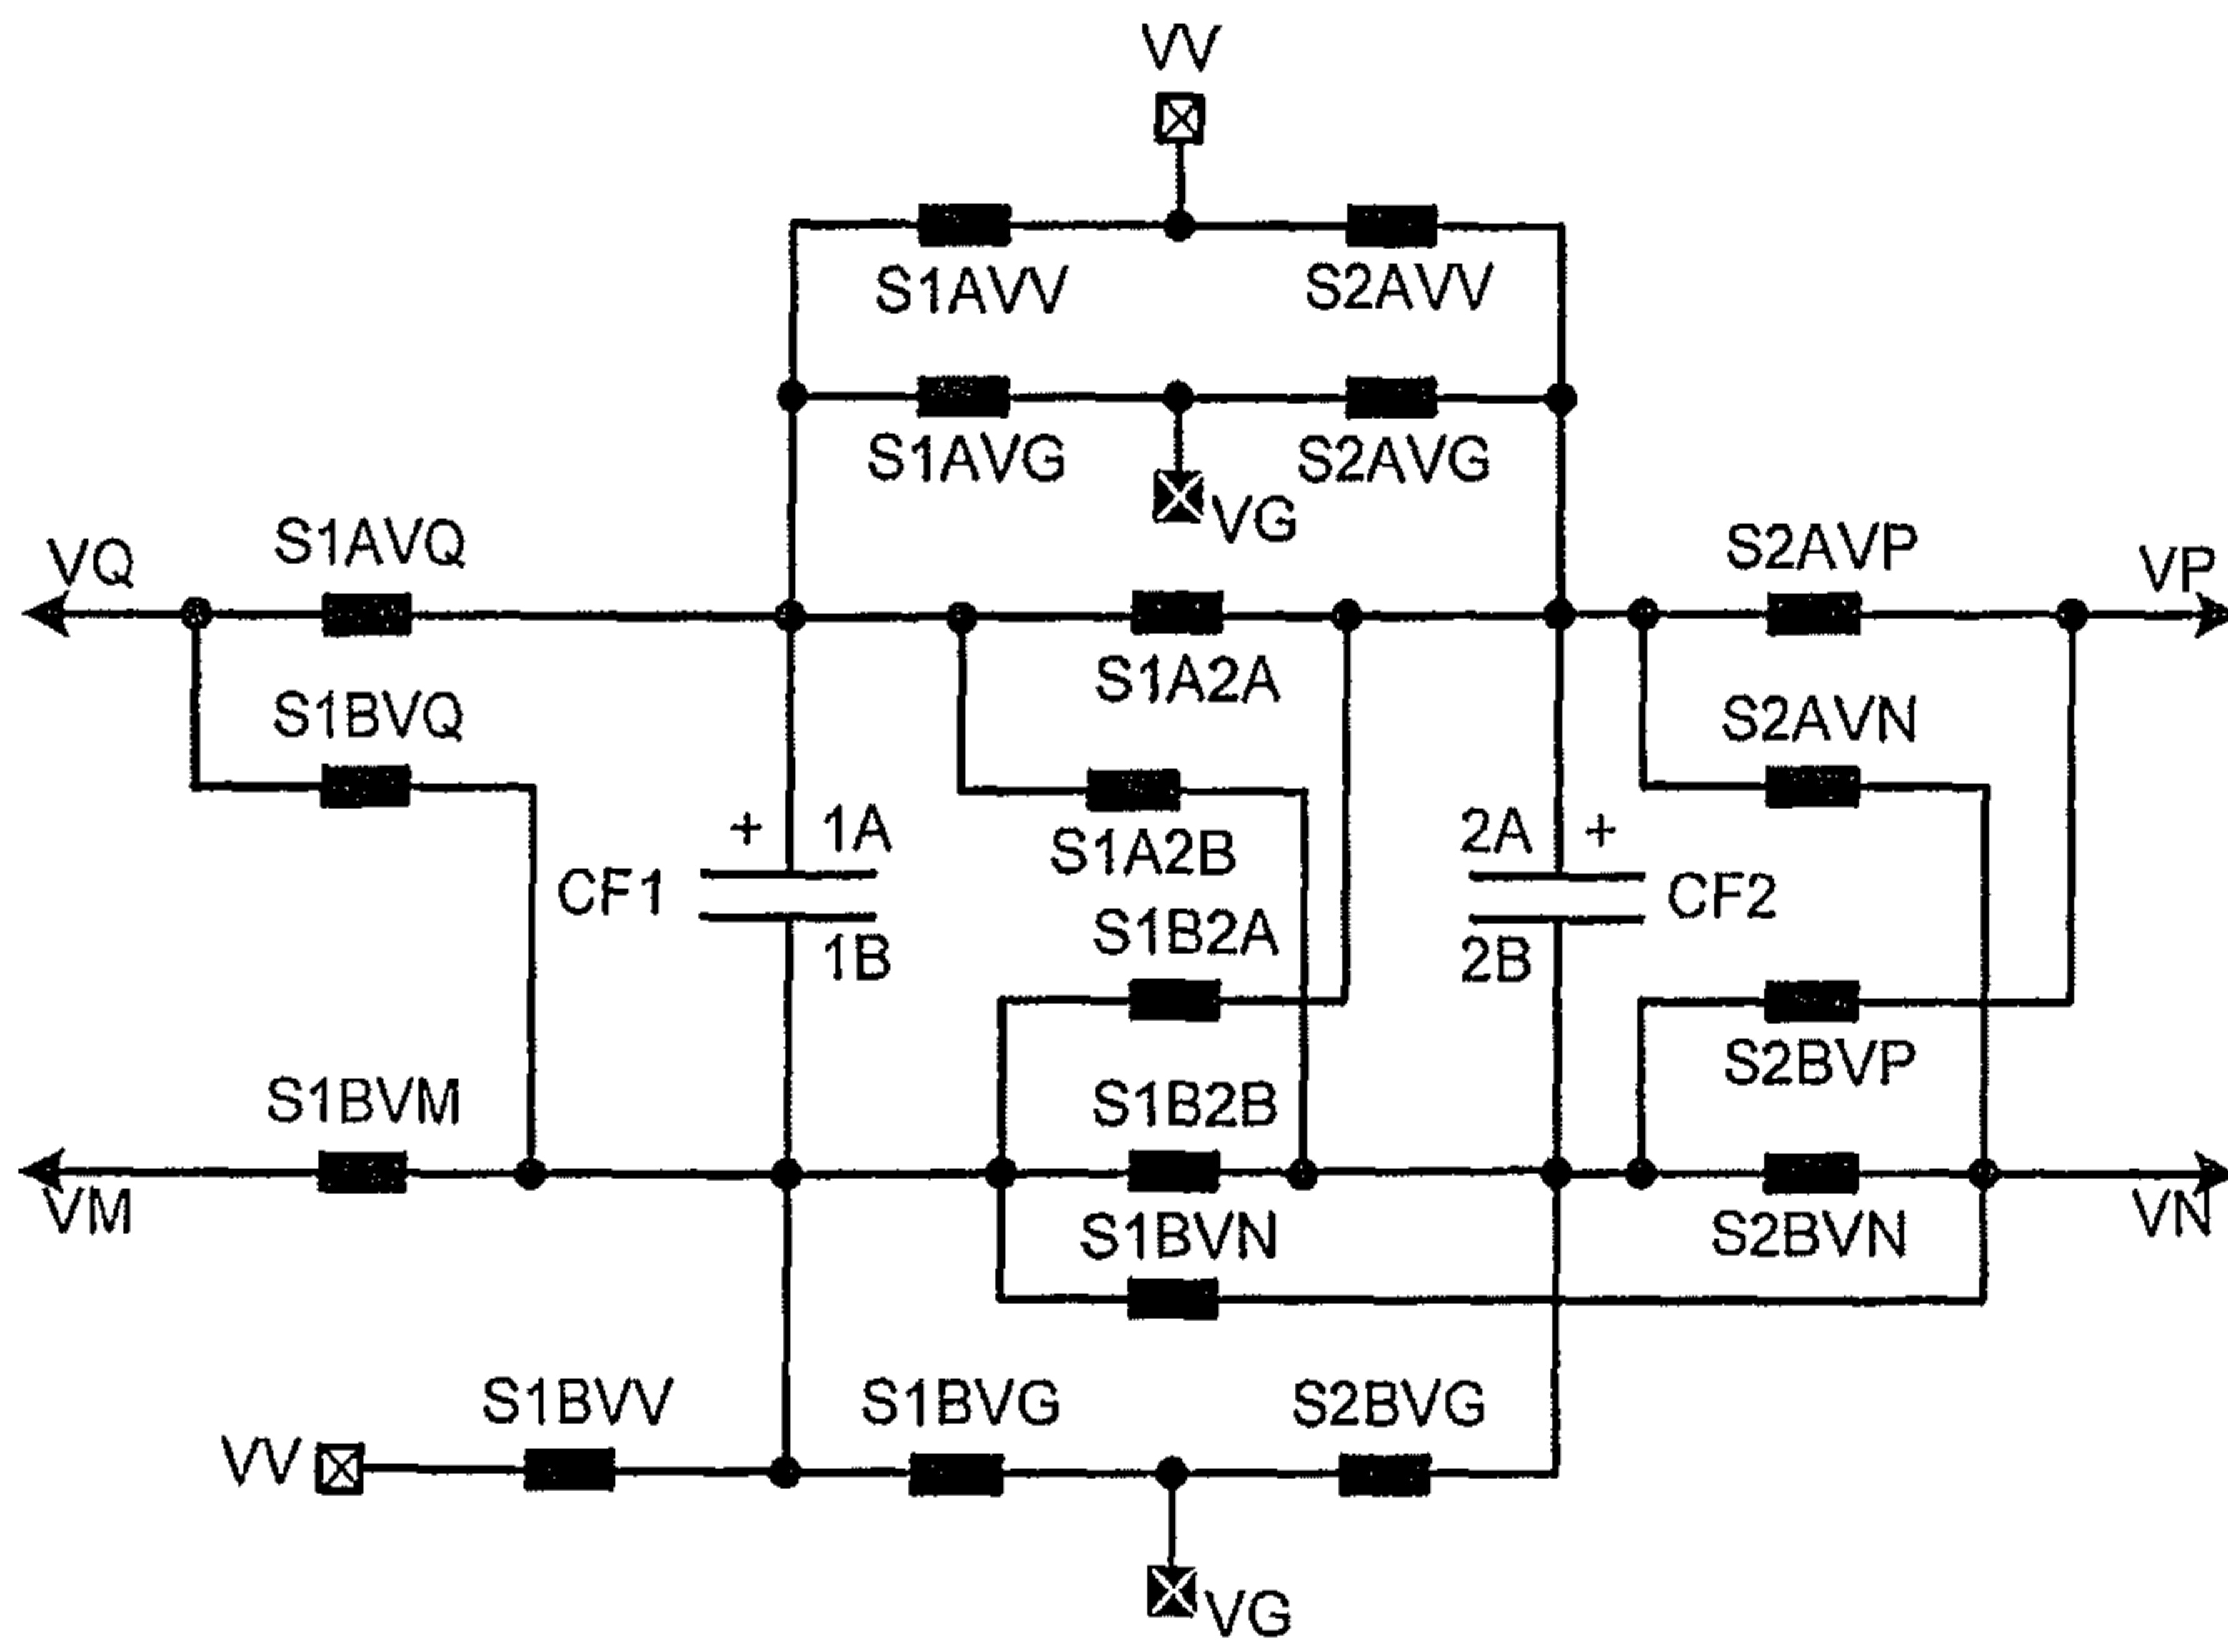 VV
S1AVV
S2AVV
S1AVG
S2AVG
VG
VQ
S1AVQ
S2AVP
VP
S1A2A
S1BVQ
S2AVN
+
1A
2A
+
S1A2B
CF1
CF2
S1B2A
1B
2B
S2BVP
S1BVM
S1B2B
VM
S1BVN
S2BVN
VN
S1BVV
S1BVG
S2BVG
VV
VG